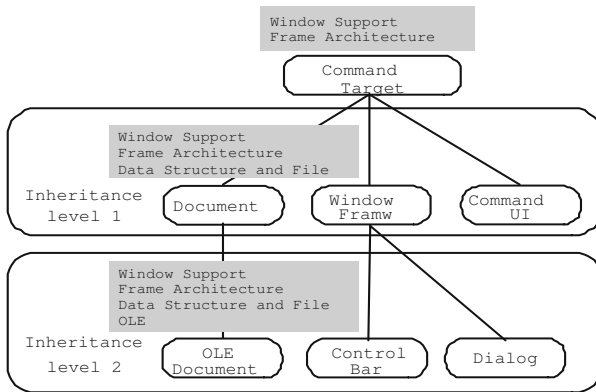 Window Support
Frame Architecture
Command
Target
Window Support
Frame Architecture
Data Structure and File
Inheritance
level 1
Document
Window
Framw
Command
UI
Window Support
Frame Architecture
Data Structure and File
OLE
Inheritance
level 2
OLE
Document
Control
Bar
Dialog